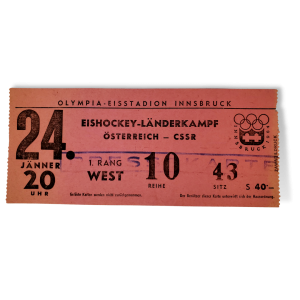 OLYMPIA-EISSTADION INNSBRUCK
24.
JÄNNER
20
UHR
EISHOCKEY-LÄNDERKAMPF
ÖSTERREICH – CSSR
1. RANG
WEST
10
REIHE
43
SITZ
S 40'–
INNSBRUCK